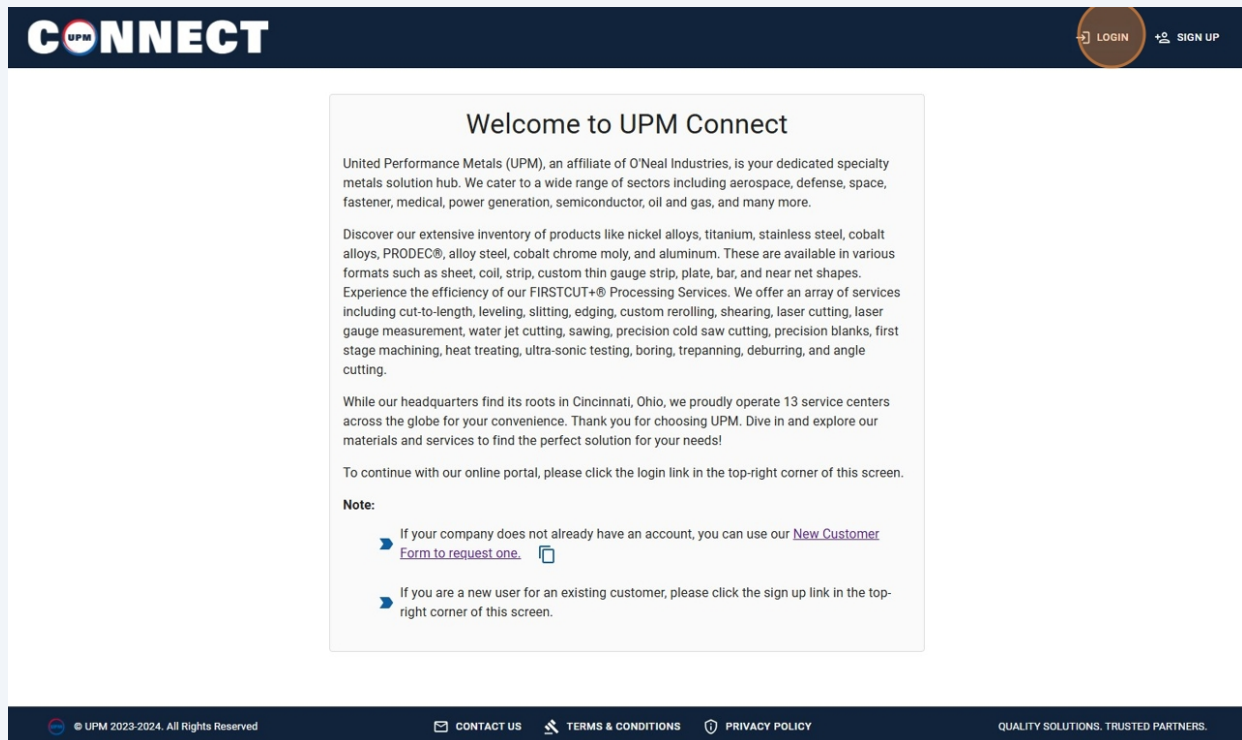 CONNECT
UPM
LOGIN
SIGN UP
Welcome to UPM Connect
United Performance Metals (UPM), an affiliate of O'Neal Industries, is your dedicated specialty
metals solution hub. We cater to a wide range of sectors including aerospace, defense, space,
fastener, medical, power generation, semiconductor, oil and gas, and many more.
Discover our extensive inventory of products like nickel alloys, titanium, stainless steel, cobalt
alloys, PRODEC®, alloy steel, cobalt chrome moly, and aluminum. These are available in various
formats such as sheet, coil, strip, custom thin gauge strip, plate, bar, and near net shapes.
Experience the efficiency of our FIRSTCUT+® Processing Services. We offer an array of services
including cut-to-length, leveling, slitting, edging, custom rerolling, shearing, laser cutting, laser
gauge measurement, water jet cutting, sawing, precision cold saw cutting, precision blanks, first
stage machining, heat treating, ultra-sonic testing, boring, trepanning, deburring, and angle
cutting.
While our headquarters find its roots in Cincinnati, Ohio, we proudly operate 13 service centers
across the globe for your convenience. Thank you for choosing UPM. Dive in and explore our
materials and services to find the perfect solution for your needs!
To continue with our online portal, please click the login link in the top-right corner of this screen.
Note:
If your company does not already have an account, you can use our New Customer
Form to request one.
If you are a new user for an existing customer, please click the sign up link in the top-
right corner of this screen.
UPM © UPM 2023-2024. All Rights Reserved
CONTACT US
TERMS & CONDITIONS
PRIVACY POLICY
QUALITY SOLUTIONS. TRUSTED PARTNERS.